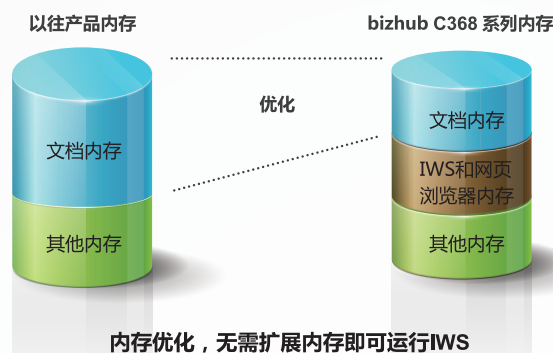 以往产品内存
bizhub C368 系列内存
优化
文档内存
其他内存
文档内存
IWS和网页
浏览器内存
其他内存
内存优化，无需扩展内存即可运行IWS